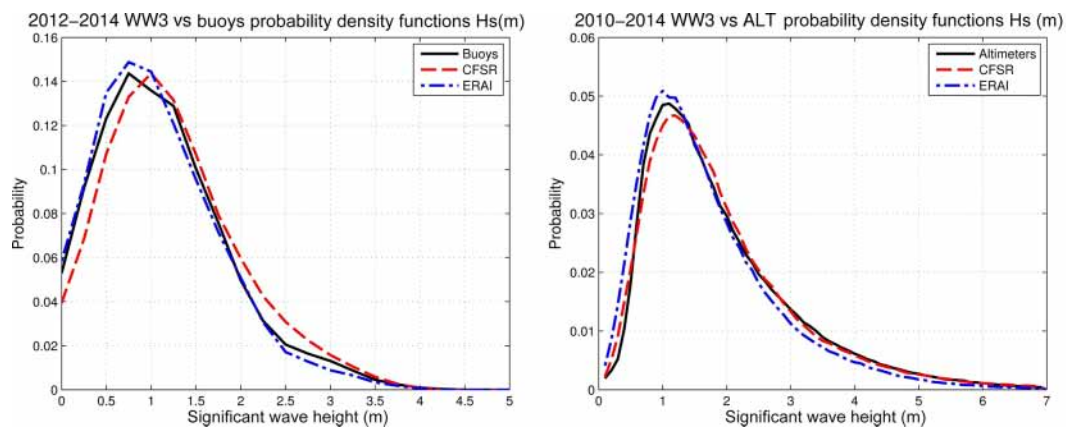 2012-2014 WW3 vs buoys probability density functions Hs(m)
0.16
0.14
0.12
0.1
0.08
0.06
0.04
0.02
0
Probability
Buoys
CFSR
ERAI
0 0.5 1 1.5 2 2.5 3 3.5 4 4.5 5
Significant wave height (m)
2010-2014 WW3 vs ALT probability density functions Hs (m)
0.06
0.05
0.04
0.03
0.02
0.01
0
Probability
Altimeters
CFSR
ERAI
0 1 2 3 4 5 6 7
Significant wave height (m)